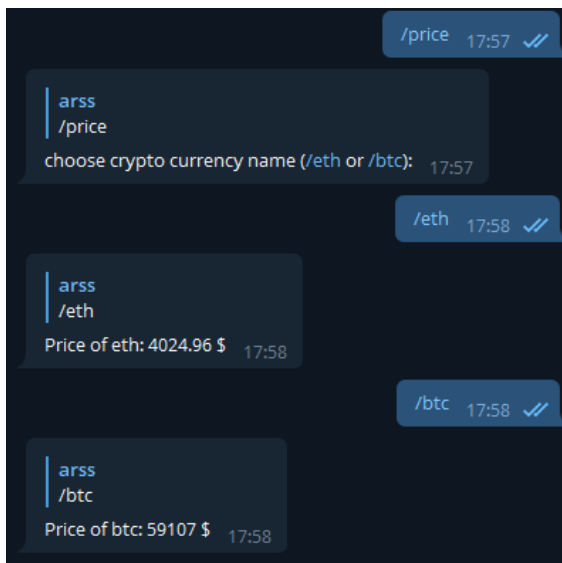 /price 17:57
arss
/price
choose crypto currency name (/eth or /btc): 17:57
/eth 17:58
arss
/eth
Price of eth: 4024.96 $ 17:58
/btc 17:58
arss
/btc
Price of btc: 59107 $ 17:58